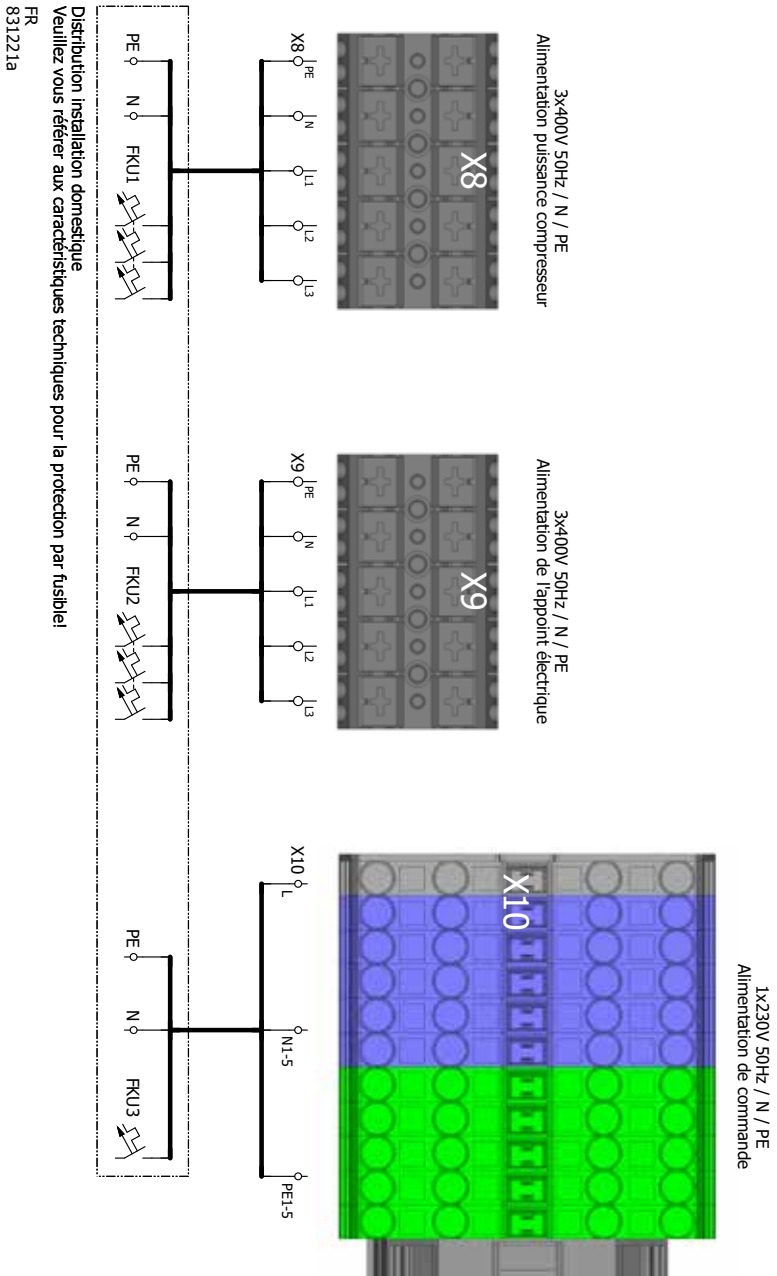 3x400V 50Hz / N / PE
Alimentation puissance compresseur
X8
X8
PE
N
L1
L2
L3
PE
N
FKU1
3x400V 50Hz / N / PE
Alimentation de l'appoint électrique
X9
X9
PE
N
L1
L2
L3
PE
N
FKU2
1x230V 50Hz / N / PE
Alimentation de commande
X10
X10
L
N1-5
PE1-5
PE
N
FKU3
Distribution installation domestique
Veuillez vous référer aux caractéristiques techniques pour la protection par fusible!
FR
831221a